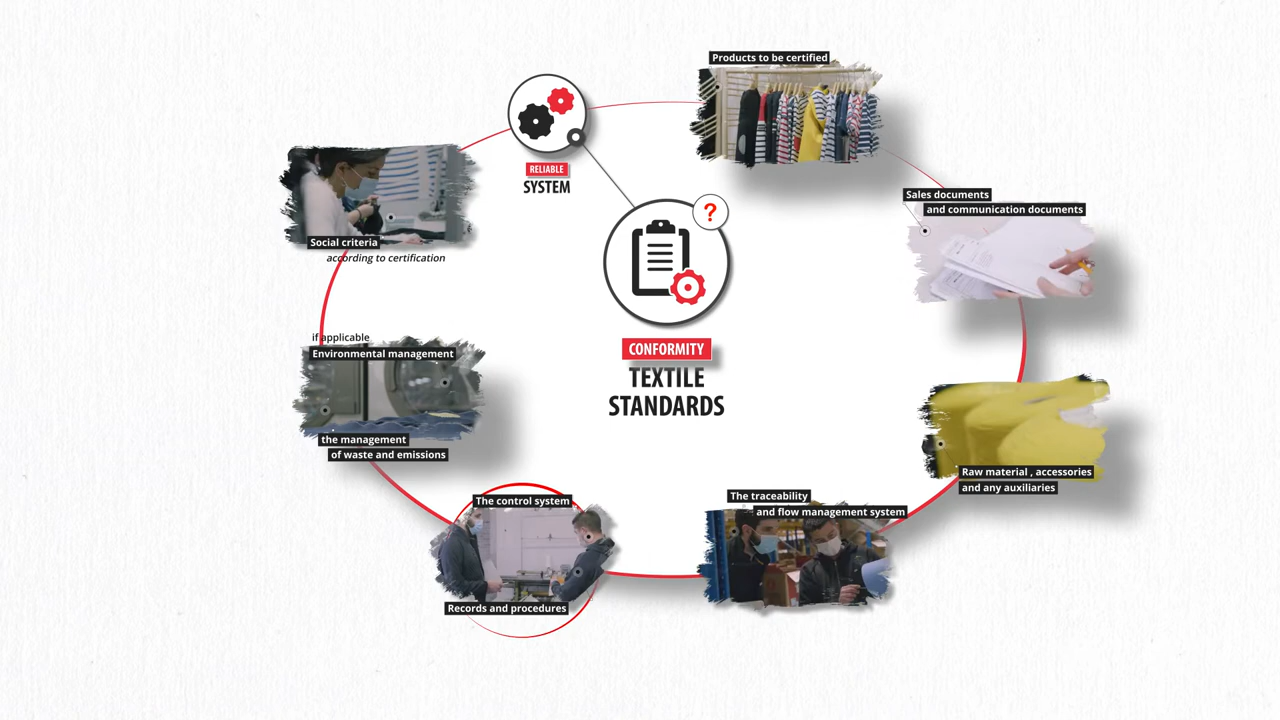 Products to be certified
RELIABLE
SYSTEM
Sales documents
and communication documents
?
Social criteria
according to certification
if applicable
Environmental management
CONFORMITY
TEXTILE
STANDARDS
the management
of waste and emissions
Raw material , accessories
and any auxiliaries
The control system
The traceability
and flow management system
Records and procedures